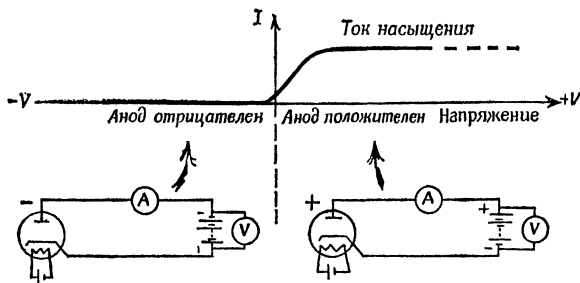 I
Ток насыщения
-V
+V
Анод отрицателен
Анод положителен
Напряжение
-
A
-
-
V
+
A
+
-
V